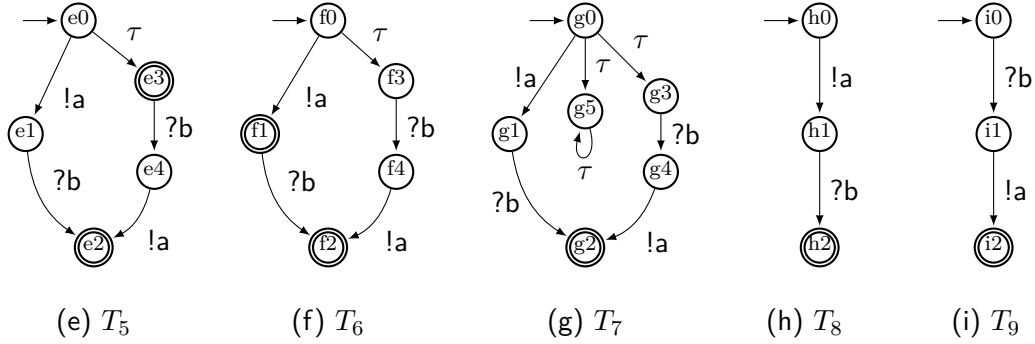 e0 f0 g0 h0 i0
τ τ τ
e3 f3 τ g3
!a !a !a !a ?b
g5
e1 ?b f1 ?b g1 ?b h1 i1
e4 f4 τ g4
?b ?b ?b ?b !a
!a !a !a
e2 f2 g2 h2 i2
(e) T5 (f) T6 (g) T7 (h) T8 (i) T9